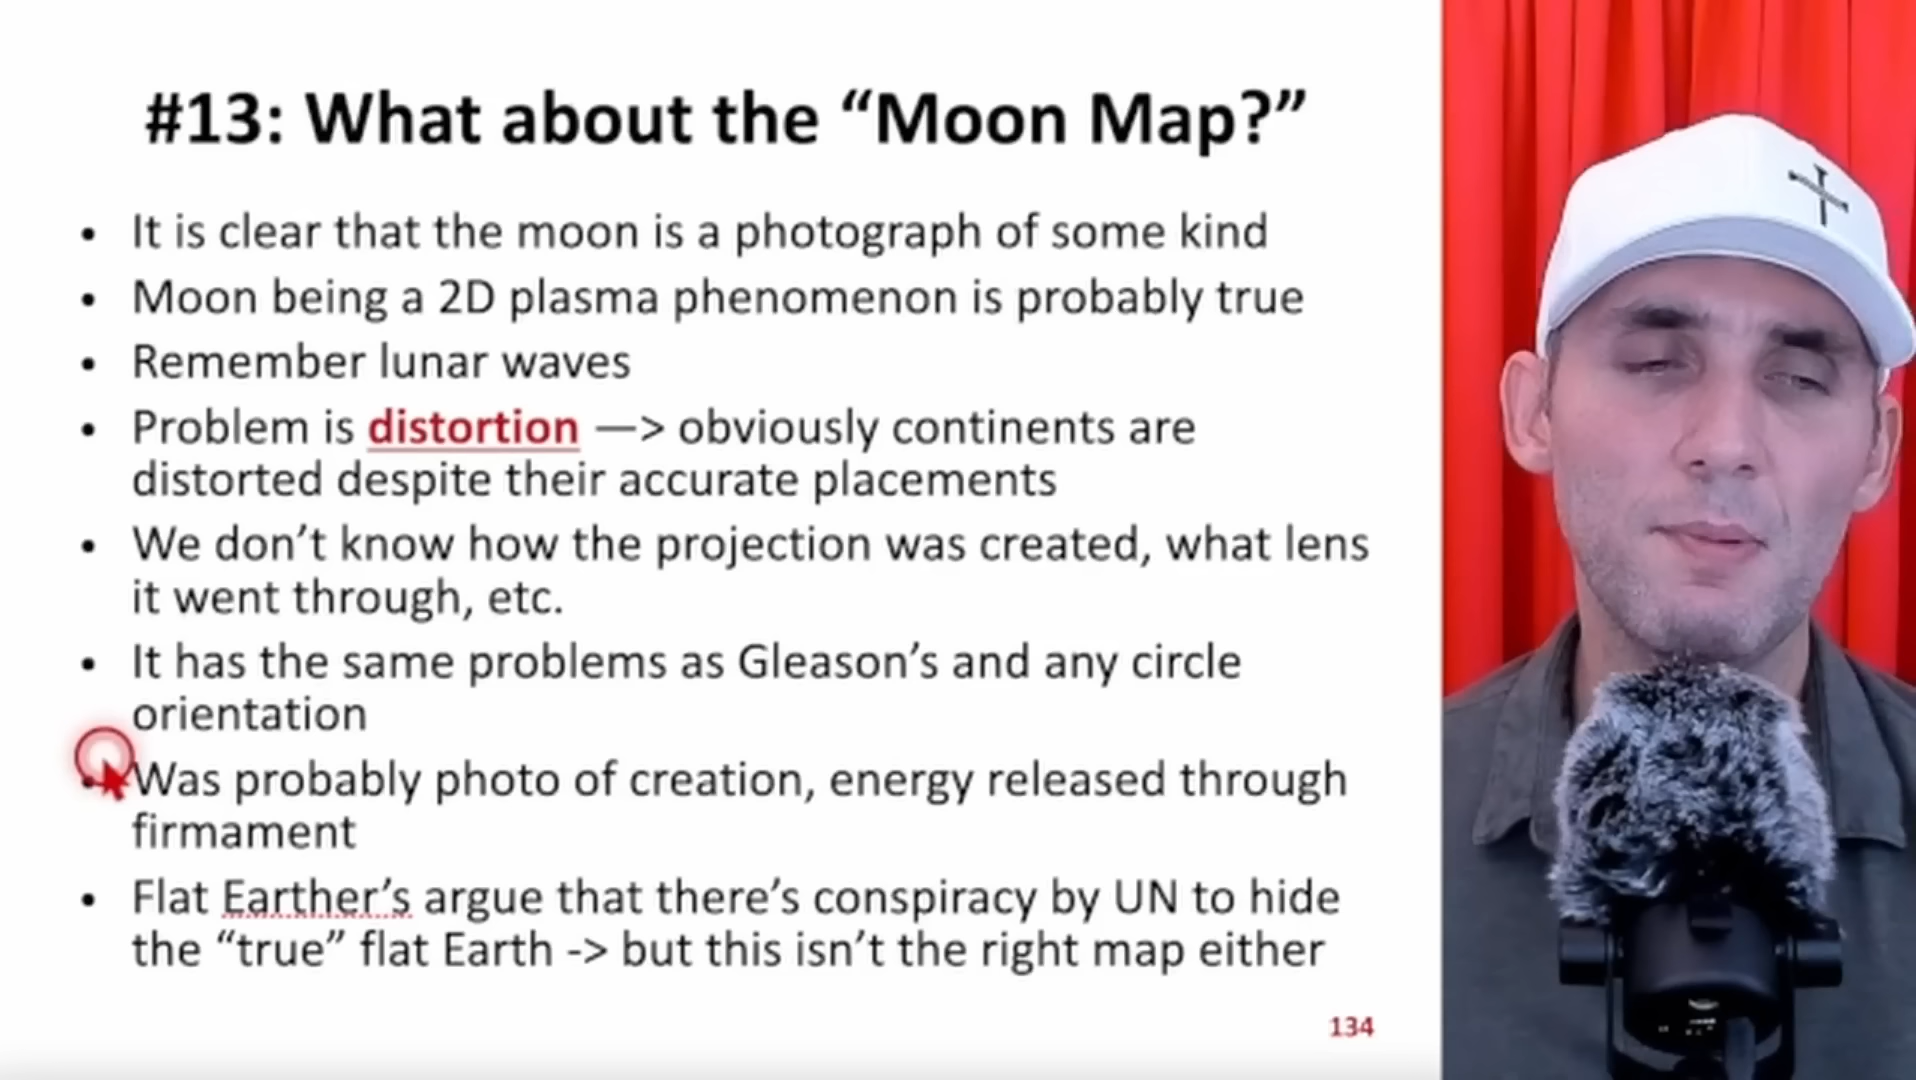 #13: What about the “Moon Map?”
• It is clear that the moon is a photograph of some kind
• Moon being a 2D plasma phenomenon is probably true
• Remember lunar waves
• Problem is distortion —> obviously continents are
distorted despite their accurate placements
• We don’t know how the projection was created, what lens
it went through, etc.
• It has the same problems as Gleason’s and any circle
orientation
• Was probably photo of creation, energy released through
firmament
• Flat Earther’s argue that there’s conspiracy by UN to hide
the “true” flat Earth -> but this isn’t the right map either
134